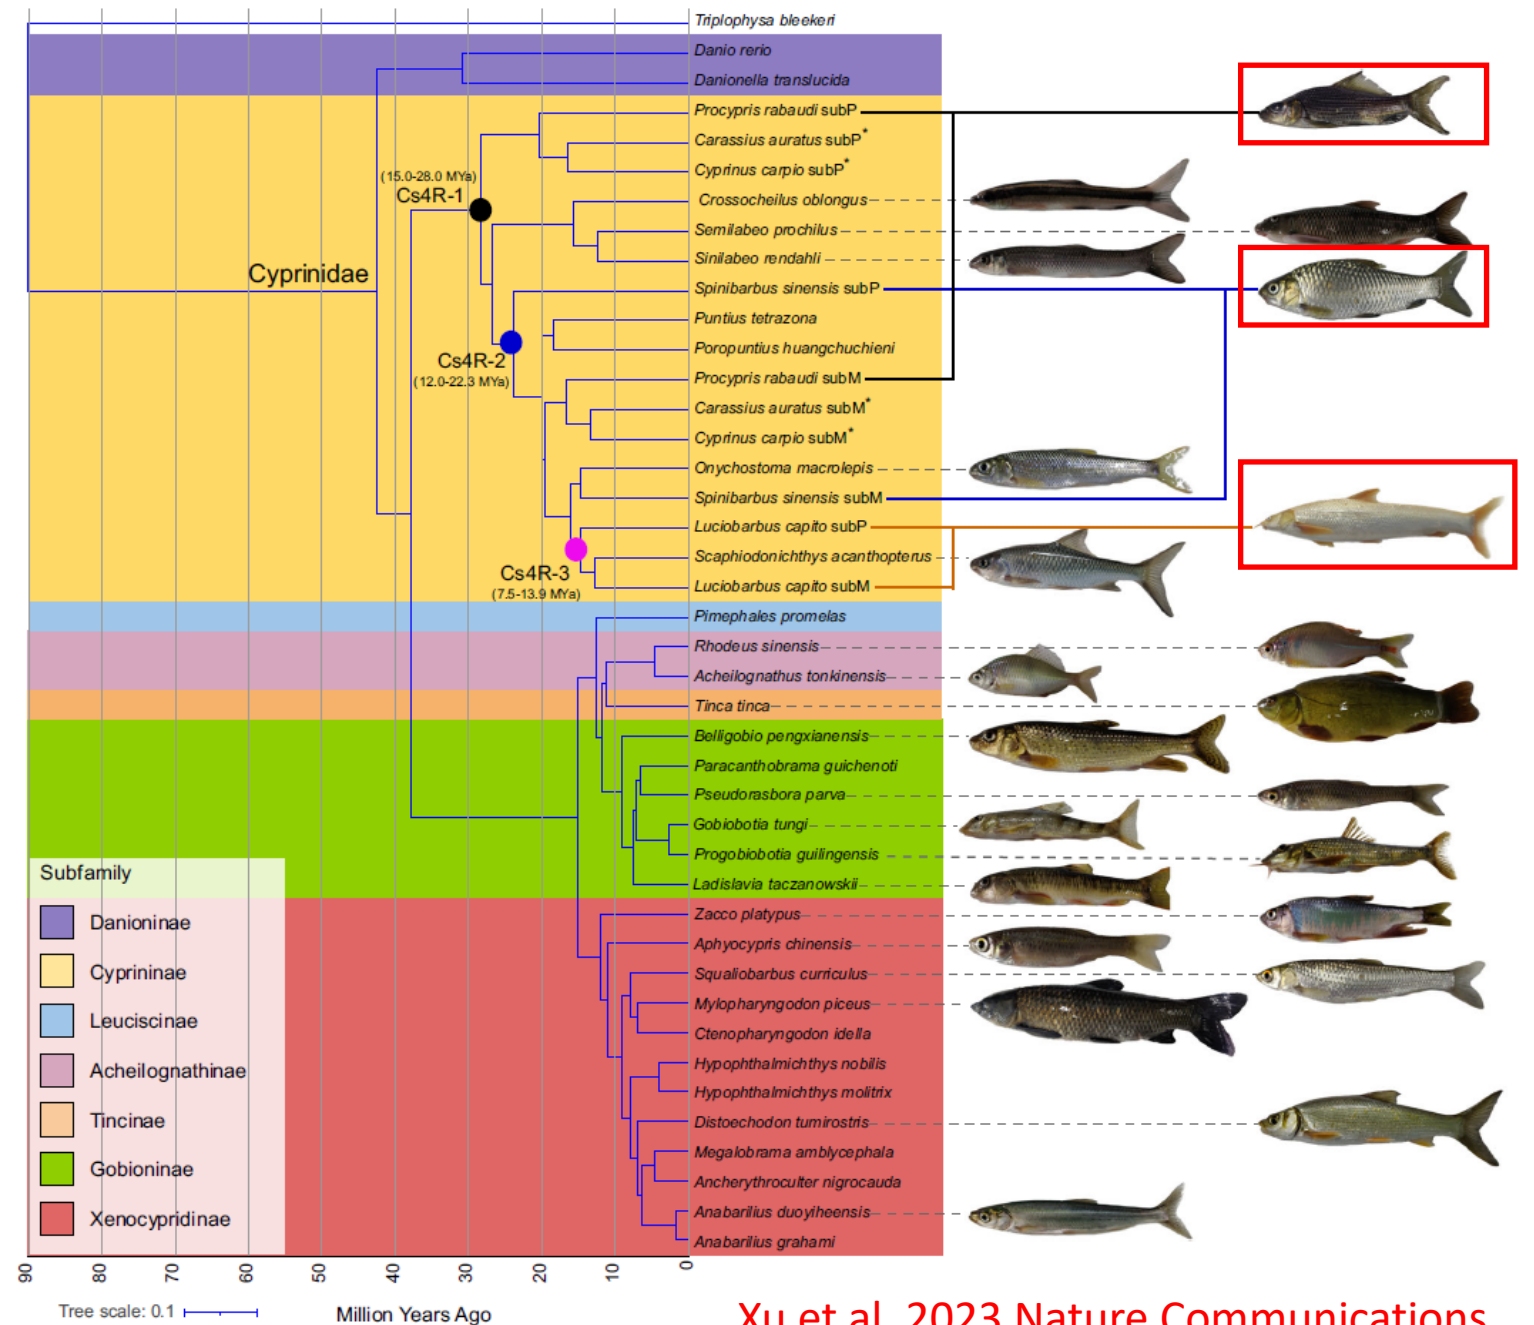 Triplophysa bleekeri
Danio rerio
Danionella translucida
Procypris rabaudi subP
Carassius auratus subP*
(15.0-28.0 MYa)
Cyprinus carpio subP*
Cs4R-1
Crossocheilus oblongus
Semilabeo prochilus
Sinilabeo rendahli
Cyprinidae
Spinibarbus sinensis subP
Puntius tetrazona
Poropuntius huangchuchieni
Cs4R-2
(12.0-22.3 MYa)
Procypris rabaudi subM
Carassius auratus subM*
Cyprinus carpio subM*
Onychostoma macrolepis
Spinibarbus sinensis subM
Luciobarbus capito subP
Scaphiodonichthys acanthopterus
Cs4R-3
(7.5-13.9 MYa)
Luciobarbus capito subM
Pimephales promelas
Rhodeus sinensis
Acheilognathus tonkinensis
Tinca tinca
Belligobio pengxianensis
Paracanthobrama guichenoti
Pseudorasbora parva
Gobiobotia tungi
Progobiobotia guilingensis
Ladislavia taczanowskii
Zacco platypus
Aphyocypris chinensis
Squaliobarbus curriculus
Mylopharyngodon piceus
Ctenopharyngodon idella
Hypophthalmichthys nobilis
Hypophthalmichthys molitrix
Distoechodon tumirostris
Megalobrama amblycephala
Ancherythroculter nigrocauda
Anabarilius duoyiheensis
Anabarilius grahami
Subfamily
Danioninae
Cyprininae
Leuciscinae
Acheilognathinae
Tincinae
Gobioninae
Xenocypridinae
90 80 70 60 50 40 30 20 10 0
Tree scale: 0.1
Million Years Ago
Xu et al. 2023 Nature Communications